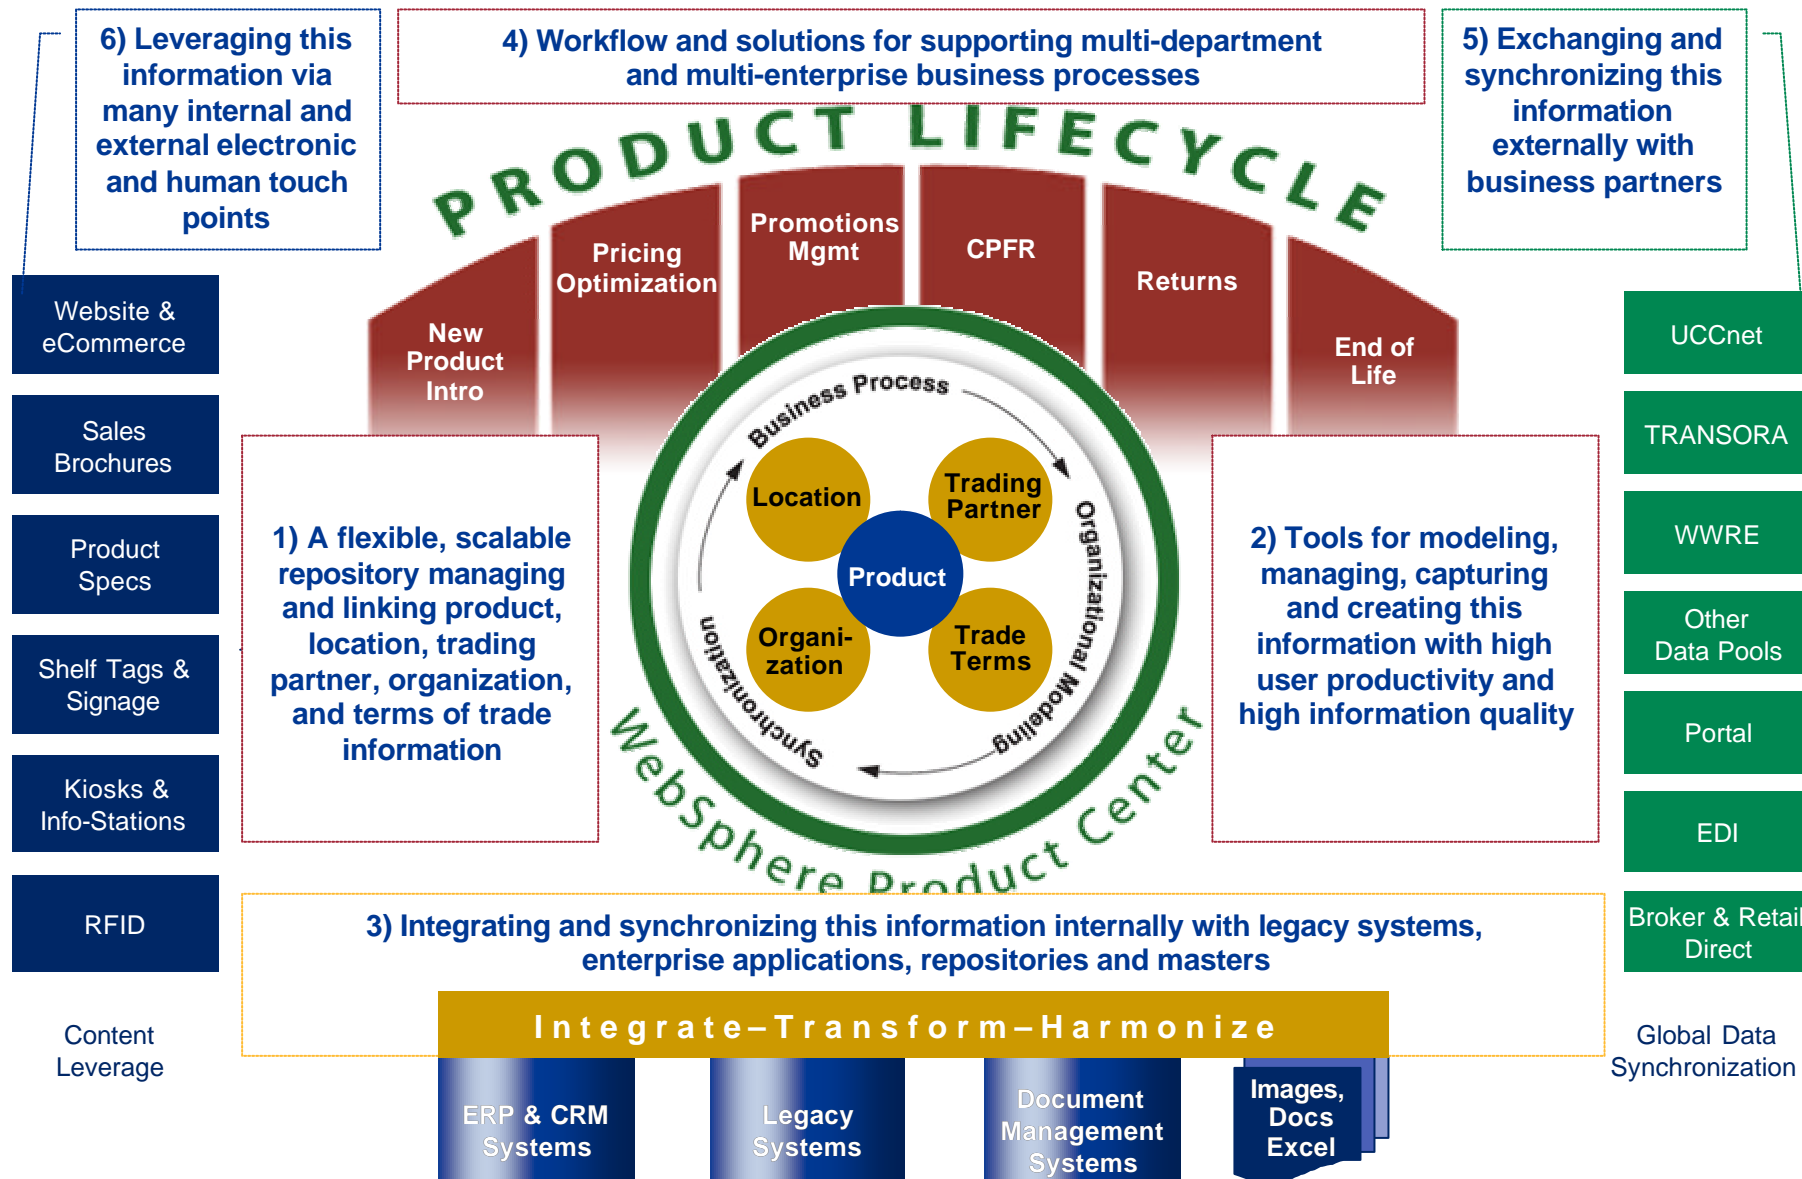 6) Leveraging this
information via
many internal and
external electronic
and human touch
points
4) Workflow and solutions for supporting multi-department
and multi-enterprise business processes
5) Exchanging and
synchronizing this
information
externally with
business partners
PRODUCT LIFECYCLE
New
Product
Intro
Pricing
Optimization
Promotions
Mgmt
CPFR
Returns
End of
Life
Website &
eCommerce
Sales
Brochures
Product
Specs
Shelf Tags &
Signage
Kiosks &
Info-Stations
RFID
Content
Leverage
1) A flexible, scalable
repository managing
and linking product,
location, trading
partner, organization,
and terms of trade
information
Business Process
Organizational Modeling
Synchronization
Location
Trading
Partner
Product
Organi-
zation
Trade
Terms
WebSphere Product Center
2) Tools for modeling,
managing, capturing
and creating this
information with high
user productivity and
high information quality
UCCnet
TRANSORA
WWRE
Other
Data Pools
Portal
EDI
Broker & Retail
Direct
Global Data
Synchronization
3) Integrating and synchronizing this information internally with legacy systems,
enterprise applications, repositories and masters
Integrate–Transform–Harmonize
ERP & CRM
Systems
Legacy
Systems
Document
Management
Systems
Images,
Docs
Excel